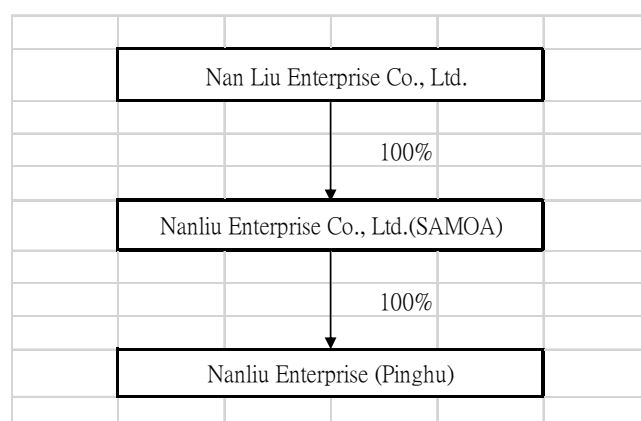 Nan Liu Enterprise Co., Ltd.
100%
Nanliu Enterprise Co., Ltd.(SAMOA)
100%
Nanliu Enterprise (Pinghu)